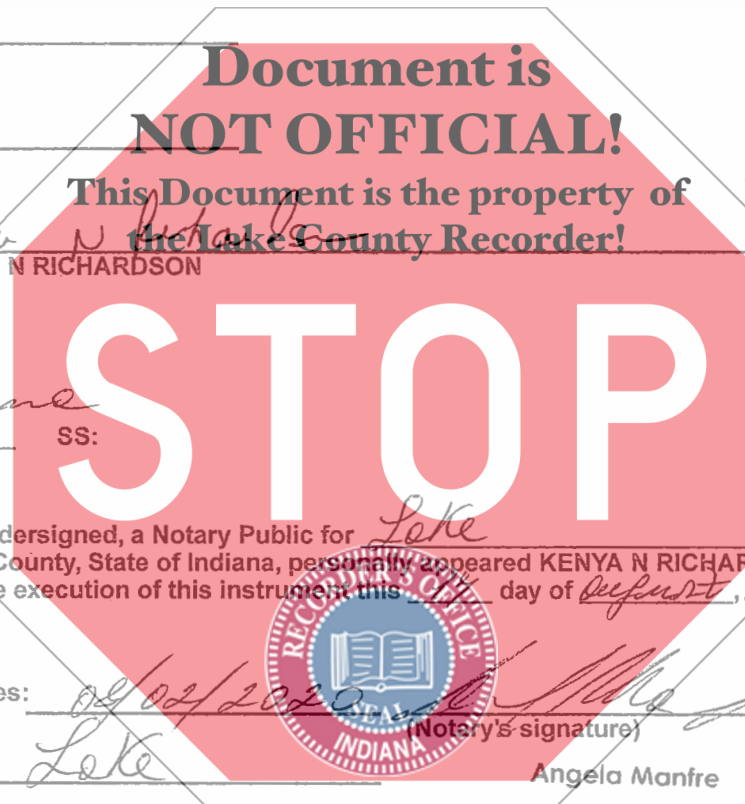 Document is
NOT OFFICIAL!
This Document is the property of
the Lake County Recorder!
N Richards
N RICHARDSON
STOP
SS:
dersigned, a Notary Public for Lake
County, State of Indiana, personally appeared KENYA N RICHAR
e execution of this instrument this day of August,
RECORDER'S OFFICE
SEAL
INDIANA
es: 08/02/2020
(Notary's signature)
Lake
Angela Manfre